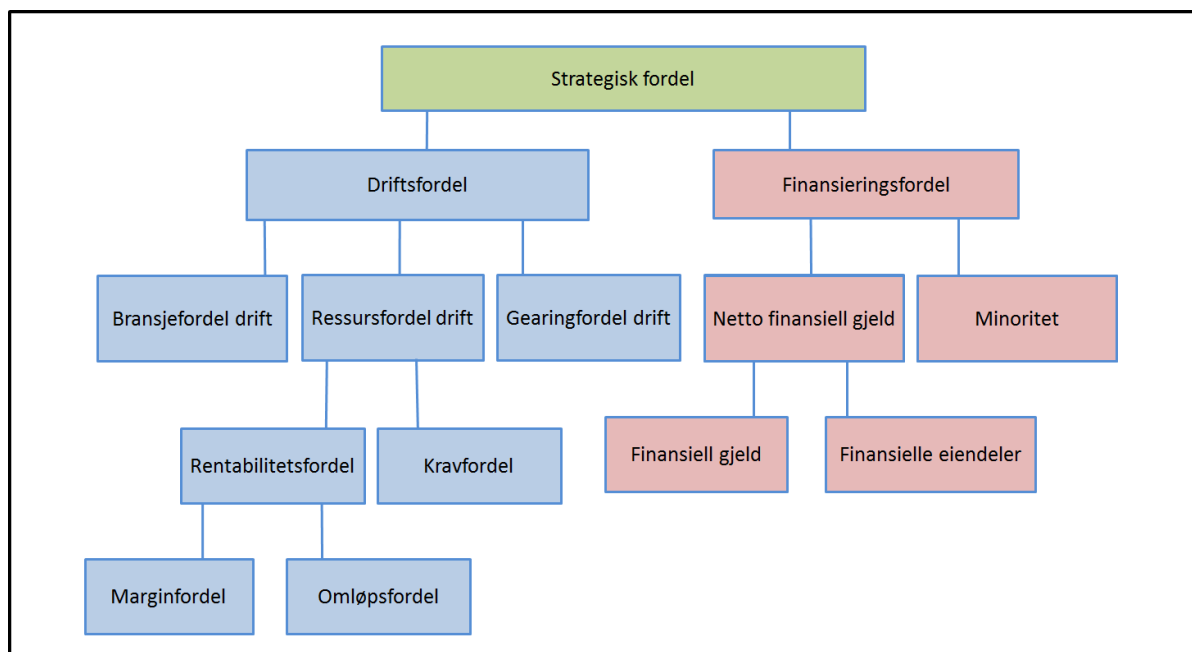 Strategisk fordel
Driftsfordel
Finansieringsfordel
Bransjefordel drift
Ressursfordel drift
Gearingfordel drift
Netto finansiell gjeld
Minoritet
Rentabilitetsfordel
Kravfordel
Finansiell gjeld
Finansielle eiendeler
Marginfordel
Omløpsfordel